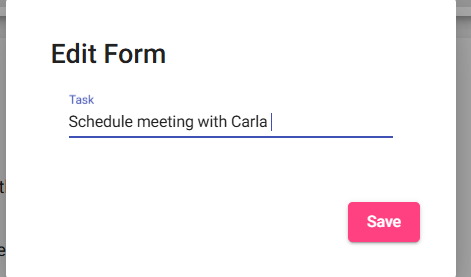 Edit Form
Task
Schedule meeting with Carla
Save